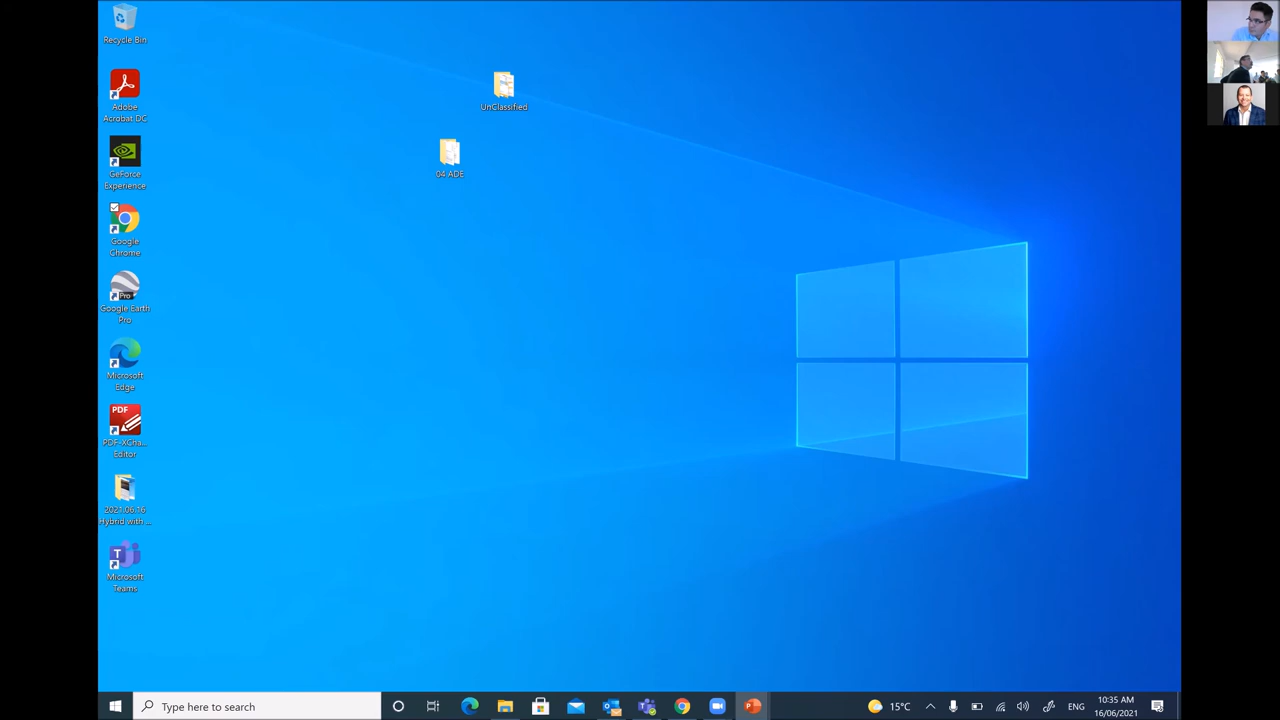 Recycle Bin
UnClassified
Adobe
Acrobat DC
04 ADE
GeForce
Experience
Google
Chrome
Pro
Google Earth
Pro
Microsoft
Edge
PDF
PDF-XCha...
Editor
2021.06.16
Hybrid with ...
T
Microsoft
Teams
Type here to search
15°C
ENG
10:35 AM
16/06/2021